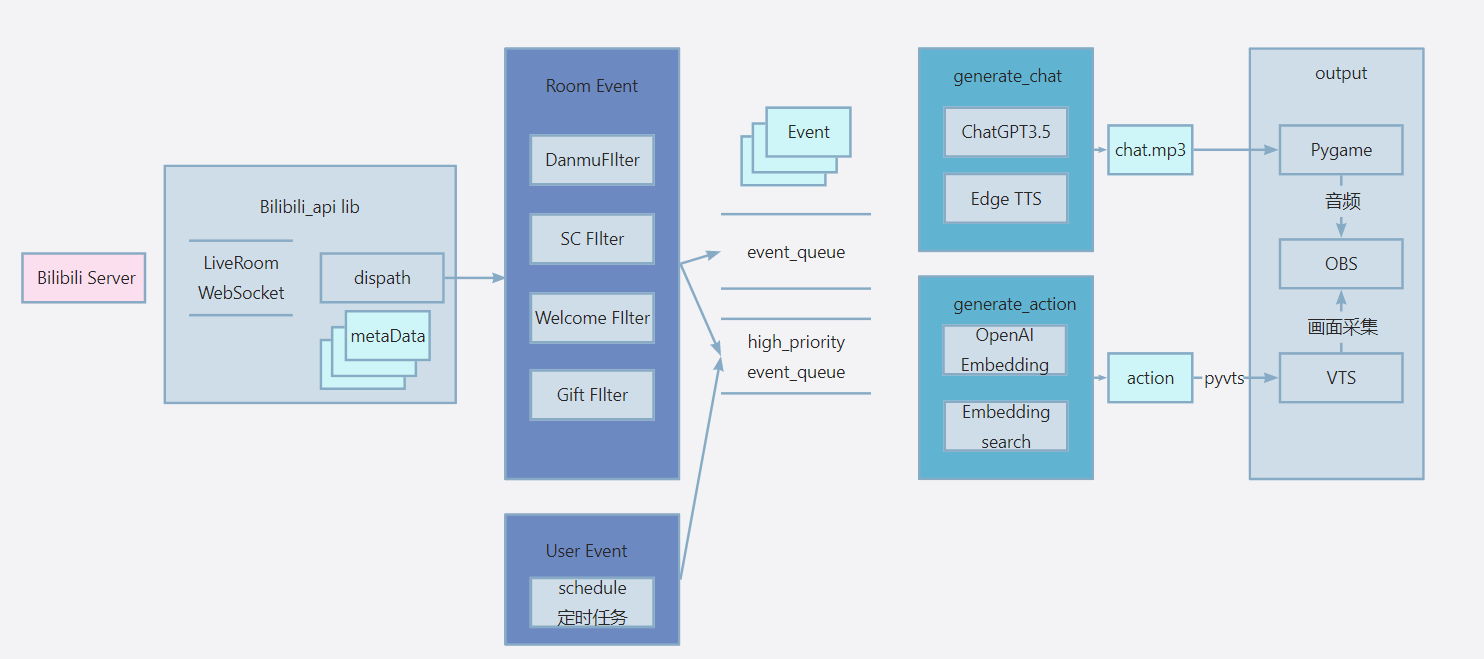 Bilibili Server
Bilibili_api lib
LiveRoom
WebSocket
dispath
metaData
Room Event
DanmuFIlter
SC FIlter
Welcome FIlter
Gift FIlter
User Event
schedule
定时任务
Event
event_queue
high_priority
event_queue
generate_chat
ChatGPT3.5
Edge TTS
chat.mp3
generate_action
OpenAI
Embedding
Embedding
search
action
pyvts
output
Pygame
音频
OBS
画面采集
VTS